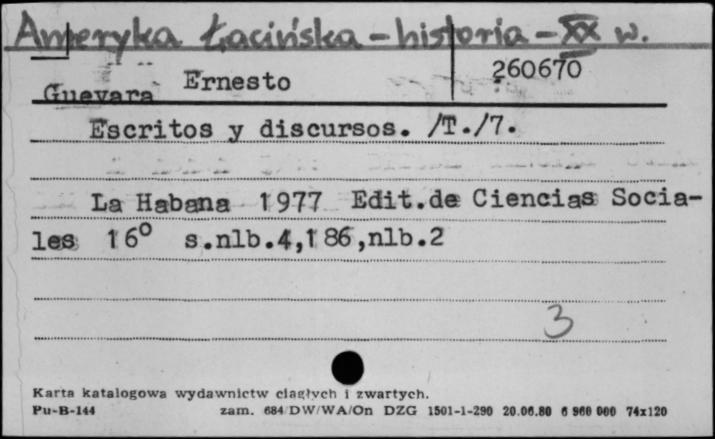 Ameryka Łacińska - historia - XX w.
Guevara Ernesto 260670
Escritos y discursos. /T./7.
La Habana 1977 Edit.de Ciencias Socia-
les 16° s.nlb.4,186,nlb.2
3
Karta katalogowa wydawnictw ciągłych i zwartych.
Pu-B-144 zam. 684/DW/WA/On DZG 1501-1-290 20.06.80 6 960 000 74x120